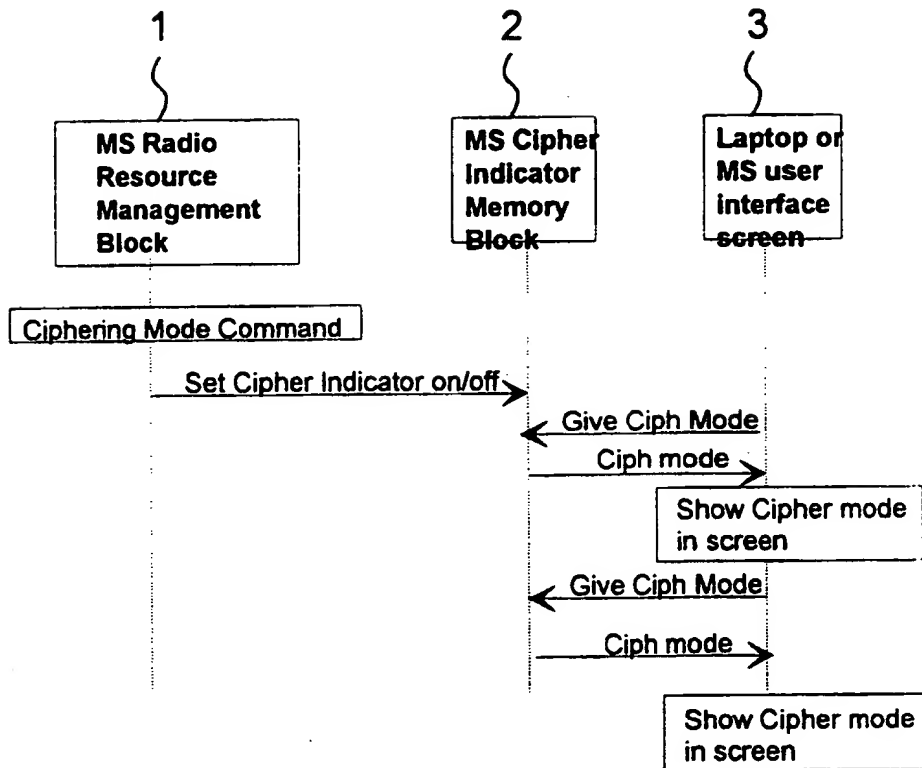 1
2
3
MS Radio
Resource
Management
Block
MS Cipher
Indicator
Memory
Block
Laptop or
MS user
interface
screen
Ciphering Mode Command
Set Cipher Indicator on/off
Give Ciph Mode
Ciph mode
Show Cipher mode
in screen
Give Ciph Mode
Ciph mode
Show Cipher mode
in screen